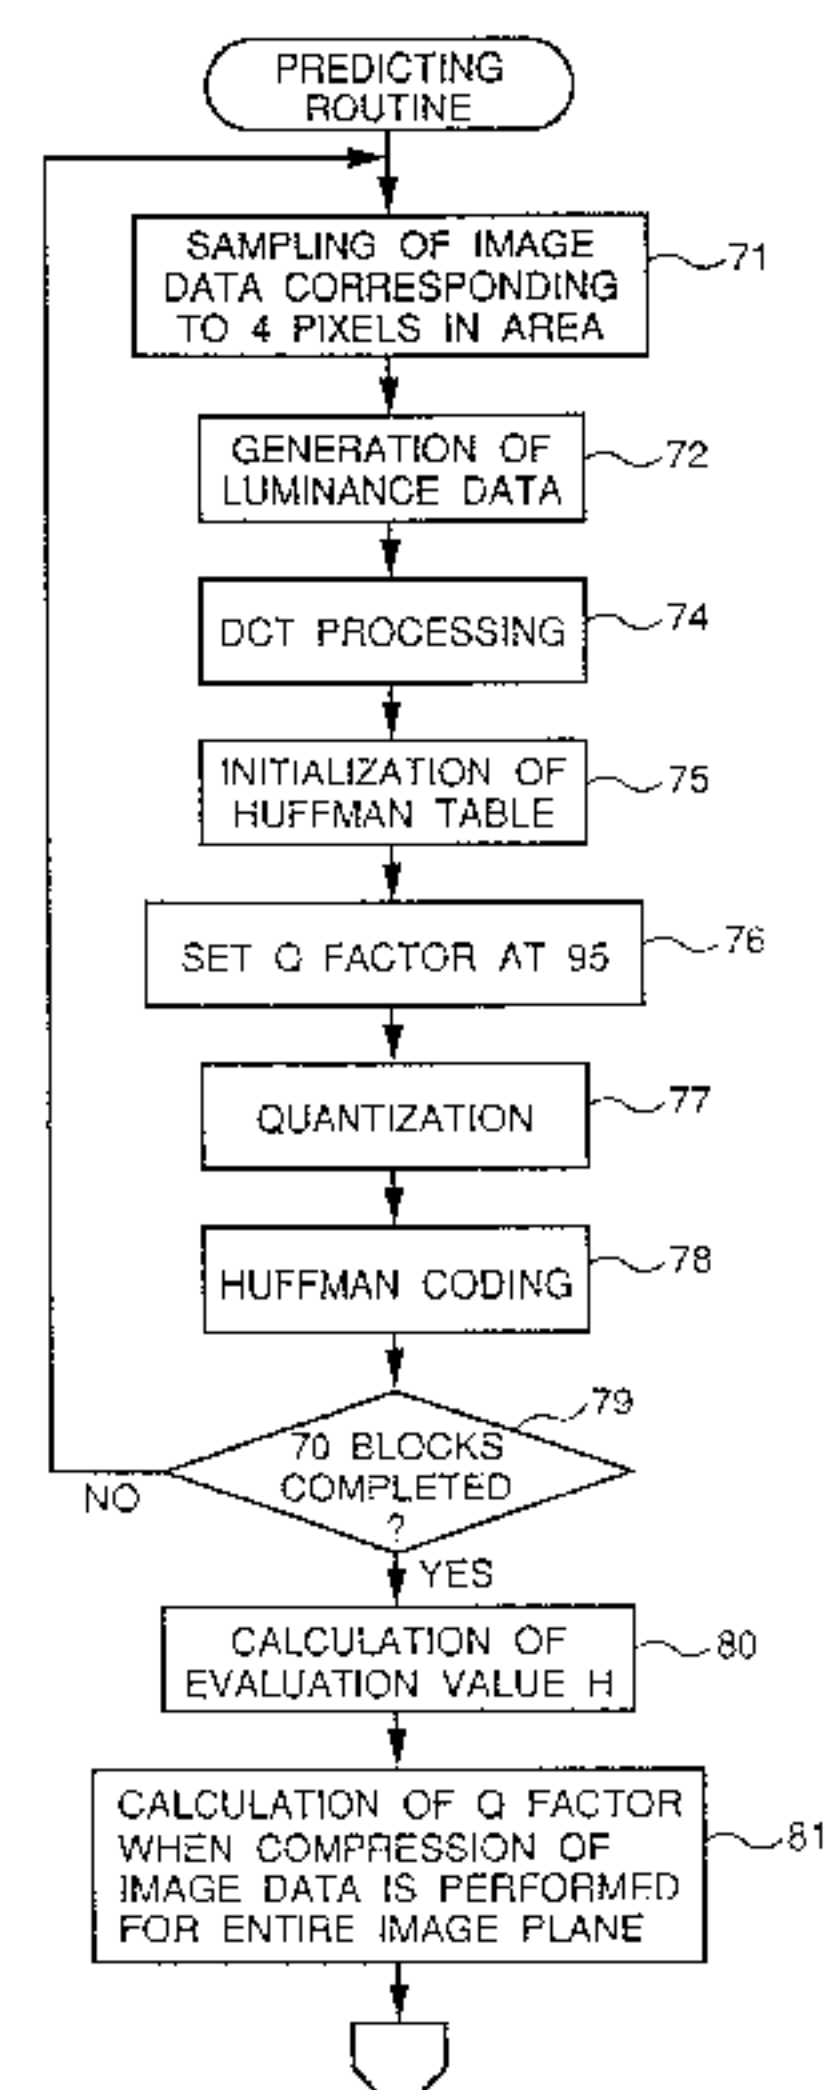 PREDICTING
ROUTINE
SAMPLING OF IMAGE
DATA CORRESPONDING
TO 4 PIXELS IN AREA
71
GENERATION OF
LUMINANCE DATA
72
DCT PROCESSING
74
INITIALIZATION OF
HUFFMAN TABLE
75
SET Q FACTOR AT 95
76
QUANTIZATION
77
HUFFMAN CODING
78
79
70 BLOCKS
COMPLETED
?
NO
YES
CALCULATION OF
EVALUATION VALUE H
80
CALCULATION OF Q FACTOR
WHEN COMPRESSION OF
IMAGE DATA IS PERFORMED
FOR ENTIRE IMAGE PLANE
81